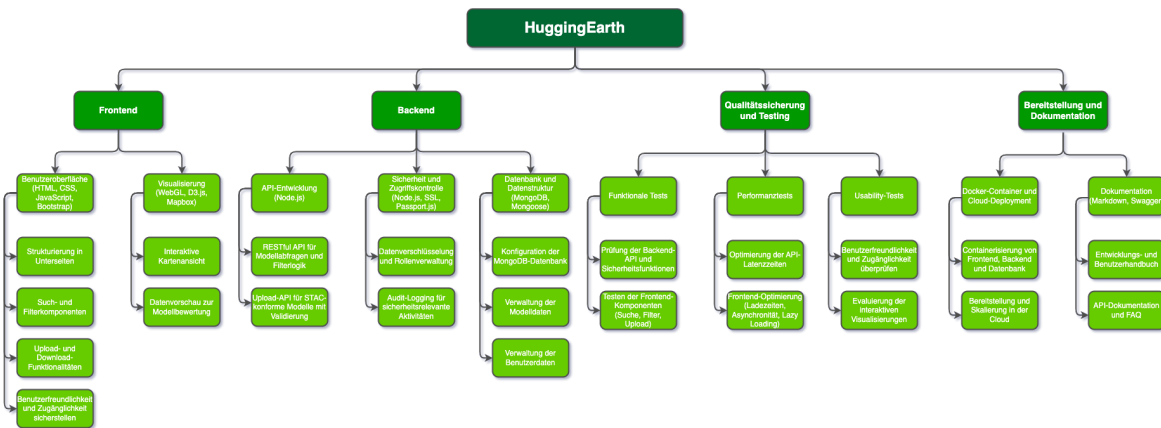 HuggingEarth
Frontend
Backend
Qualitätssicherung
und Testing
Bereitstellung und
Dokumentation
Benutzeroberfläche
(HTML, CSS,
JavaScript,
Bootstrap)
Visualisierung
(WebGL, D3.js,
Mapbox)
API-Entwicklung
(Node.js)
Sicherheit und
Zugriffskontrolle
(Node.js, SSL,
Passport.js)
Datenbank und
Datenstruktur
(MongoDB,
Mongoose)
Funktionale Tests
Performanztests
Usability-Tests
Docker-Container und
Cloud-Deployment
Dokumentation
(Markdown, Swagger)
Strukturierung in
Unterseiten
Interaktive
Kartenansicht
RESTful API für
Modellabfragen und
Filterlogik
Datenverschlüsselung
und Rollenverwaltung
Konfiguration der
MongoDB-Datenbank
Prüfung der Backend-
API und
Sicherheitsfunktionen
Optimierung der API-
Latenzzeiten
Benutzerfreundlichkeit
und Zugänglichkeit
überprüfen
Containerisierung von
Frontend, Backend
und Datenbank
Entwicklungs- und
Benutzerhandbuch
Such- und
Filterkomponenten
Datenvorschau zur
Modellbewertung
Upload-API für STAC-
konforme Modelle mit
Validierung
Audit-Logging für
sicherheitsrelevante
Aktivitäten
Verwaltung der
Modelldaten
Testen der Frontend-
Komponenten
(Suche, Filter,
Upload)
Frontend-Optimierung
(Ladezeiten,
Asynchronität, Lazy
Loading)
Evaluierung der
interaktiven
Visualisierungen
Bereitstellung und
Skalierung in der
Cloud
API-Dokumentation
und FAQ
Upload- und
Download-
Funktionalitäten
Verwaltung der
Benutzerdaten
Benutzerfreundlichkeit
und Zugänglichkeit
sicherstellen